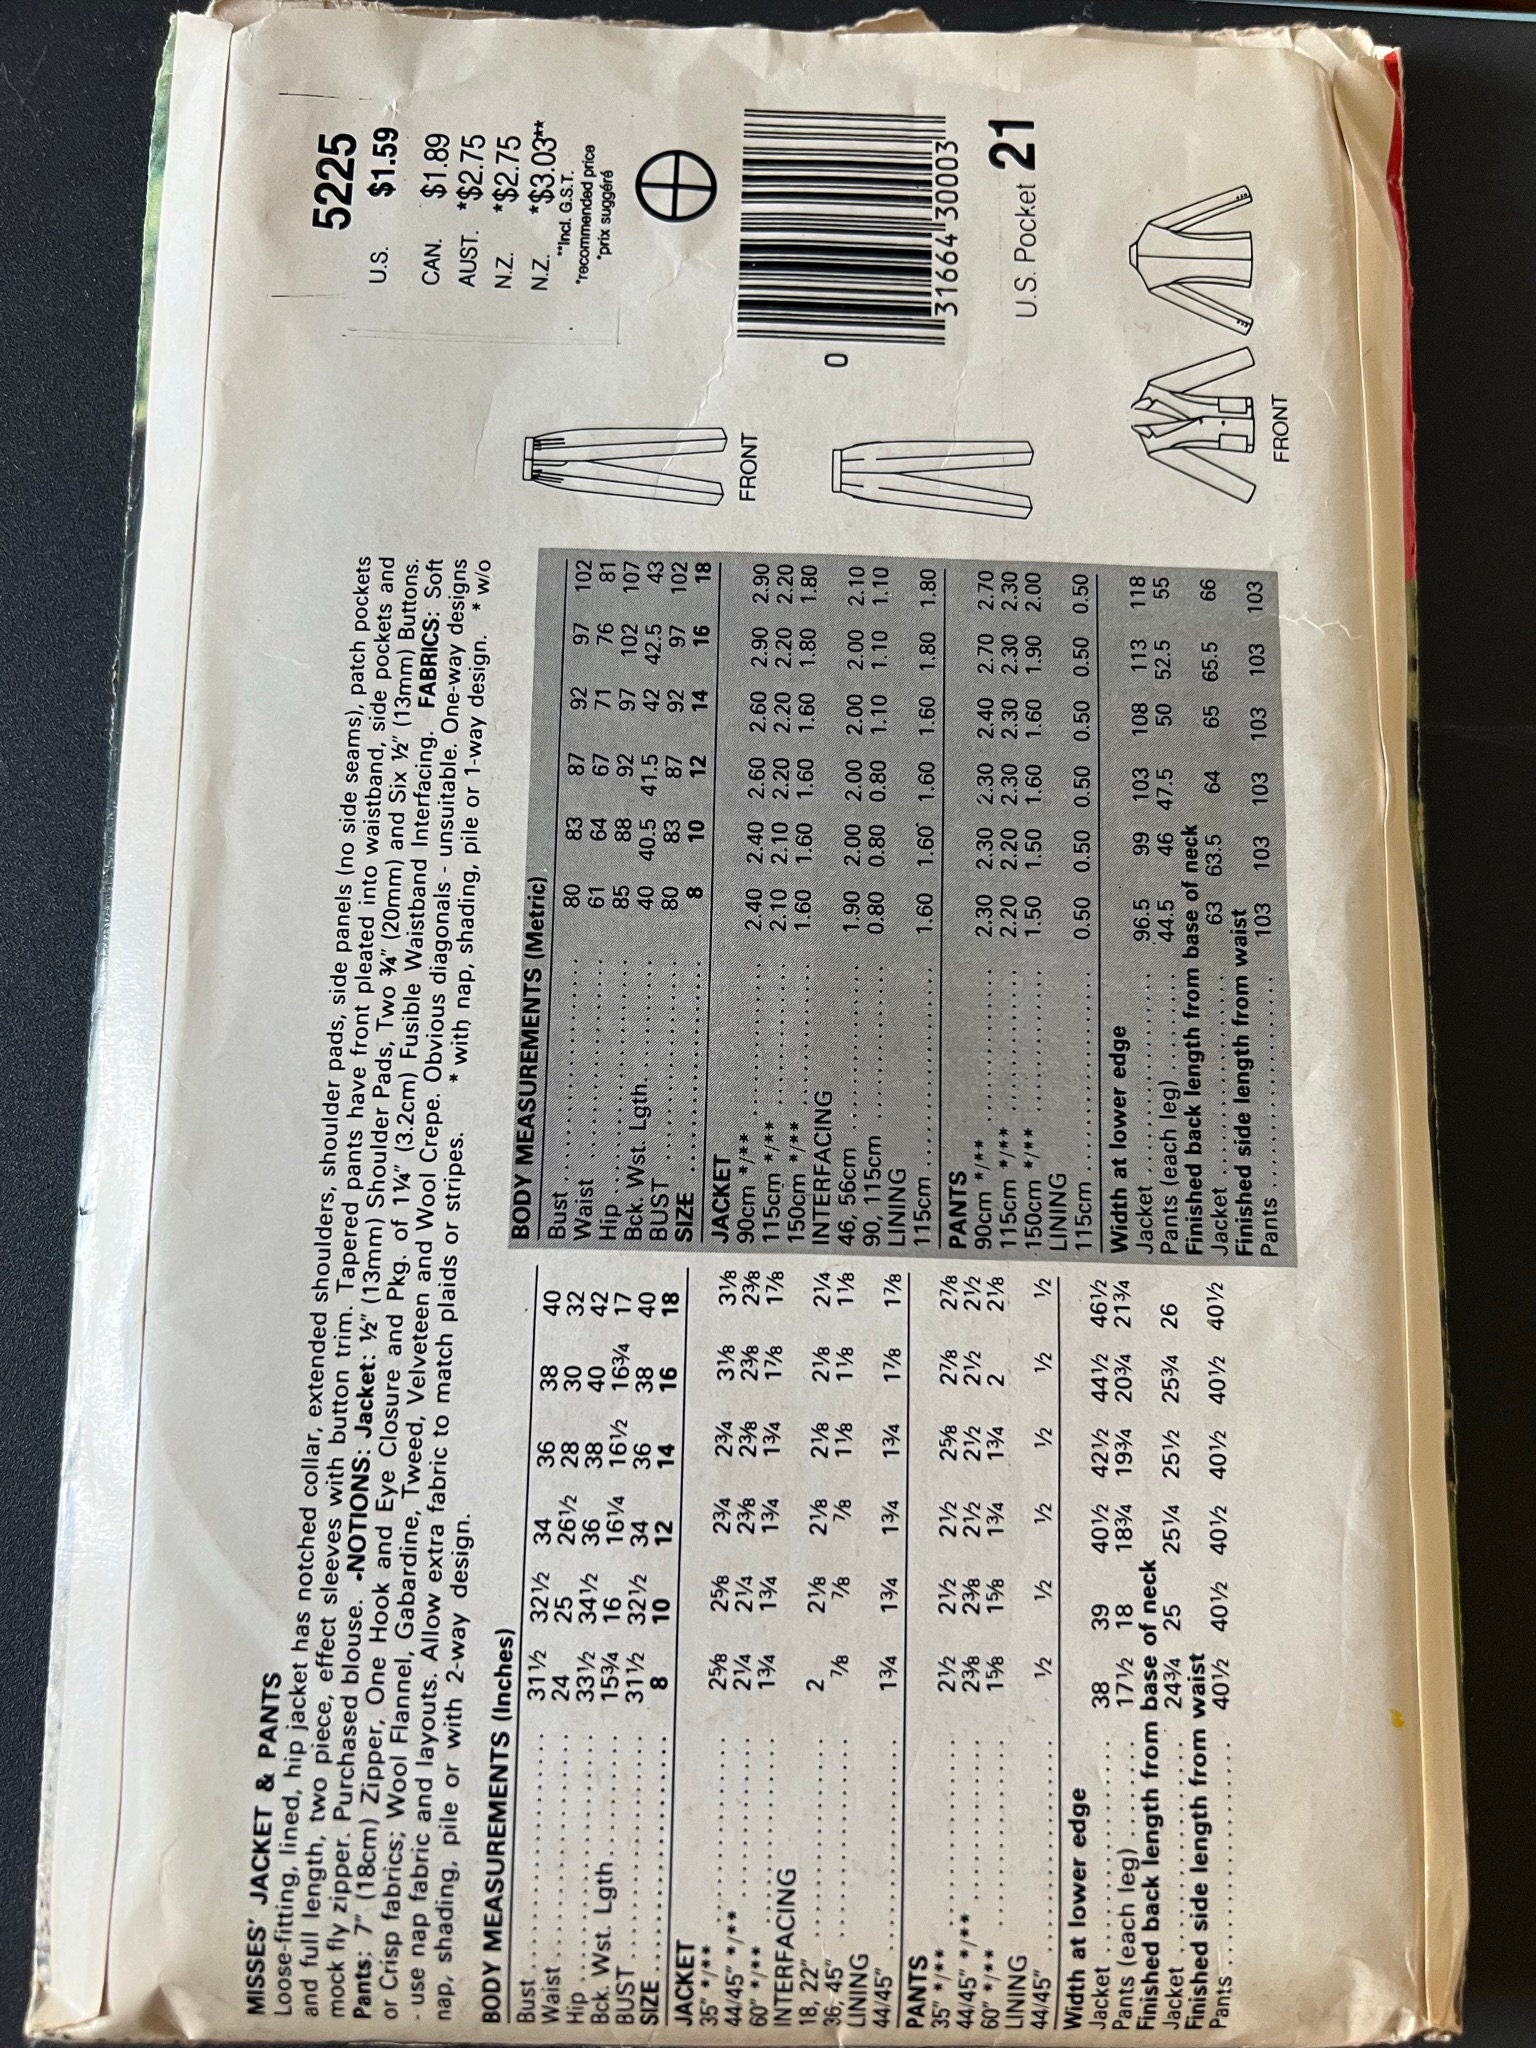 MISSES' JACKET & PANTS
Loose-fitting, lined, hip jacket has notched collar, extended shoulders, shoulder pads, side panels (no side seams), patch pockets
and full length, two piece, effect sleeves with button trim. Tapered pants have front pleated into waistband, side pockets and
mock fly zipper. Purchased blouse. •NOTIONS: Jacket: ½" (13mm) Shoulder Pads, Two ¾" (20mm) and Six ½" (13mm) Buttons.
Pants: 7" (18cm) Zipper, One Hook and Eye Closure and Pkg. of 1¼" (3.2cm) Fusible Waistband Interfacing. FABRICS: Soft
or Crisp fabrics; Wool Flannel, Gabardine, Tweed, Velveteen and Wool Crepe. Obvious diagonals - unsuitable. One-way designs
- use nap fabric and layouts. Allow extra fabric to match plaids or stripes. * with nap, shading, pile or 1-way design. * w/o
nap, shading, pile or with 2-way design.
5225
U.S. $1.59
CAN. $1.89
AUST. *$2.75
N.Z. *$2.75
N.Z. *$3.03**
**Incl. G.S.T.
*recommended price
*prix suggéré
0 31664 30003
U.S. Pocket 21
FRONT
FRONT
BODY MEASUREMENTS (Inches)
Bust 31½ 32½ 34 36 38 40
Waist 24 25 26½ 28 30 32
Hip 33½ 34½ 36 38 40 42
Bck. Wst. Lgth. 15¾ 16 16¼ 16½ 16¾ 17
BUST 31½ 32½ 34 36 38 40
SIZE 8 10 12 14 16 18
JACKET
35" */** 2⅝ 2⅝ 2¾ 2¾ 3⅛ 3⅛
44/45" */** 2¼ 2¼ 2⅜ 2⅜ 2⅜ 2⅜
60" */** 1¾ 1¾ 1¾ 1¾ 1⅞ 1⅞
INTERFACING
18, 22" 2 2⅛ 2⅛ 2⅛ 2⅛ 2¼
36, 45" ⅞ ⅞ ⅞ 1⅛ 1⅛ 1⅛
LINING
44/45" 1¾ 1¾ 1¾ 1¾ 1⅞ 1⅞
PANTS
35" */** 2½ 2½ 2½ 2⅝ 2⅞ 2⅞
44/45" */** 2⅜ 2⅜ 2½ 2½ 2½ 2½
60" */** 1⅝ 1⅝ 1¾ 1¾ 2 2⅛
LINING
44/45" ½ ½ ½ ½ ½ ½
Width at lower edge
Jacket 38 39 40½ 42½ 44½ 46½
Pants (each leg) 17½ 18 18¾ 19¾ 20¾ 21¾
Finished back length from base of neck
Jacket 24¾ 25 25¼ 25½ 25¾ 26
Finished side length from waist
Pants 40½ 40½ 40½ 40½ 40½ 40½
BODY MEASUREMENTS (Metric)
Bust 80 83 87 92 97 102
Waist 61 64 67 71 76 81
Hip 85 88 92 97 102 107
Bck. Wst. Lgth. 40 40.5 41.5 42 42.5 43
BUST 80 83 87 92 97 102
SIZE 8 10 12 14 16 18
JACKET
90cm */** 2.40 2.40 2.60 2.60 2.90 2.90
115cm */** 2.10 2.10 2.20 2.20 2.20 2.20
150cm */** 1.60 1.60 1.60 1.60 1.80 1.80
INTERFACING
46, 56cm 1.90 2.00 2.00 2.00 2.00 2.10
90, 115cm 0.80 0.80 0.80 1.10 1.10 1.10
LINING
115cm 1.60 1.60 1.60 1.60 1.80 1.80
PANTS
90cm */** 2.30 2.30 2.30 2.40 2.70 2.70
115cm */** 2.20 2.20 2.30 2.30 2.30 2.30
150cm */** 1.50 1.50 1.60 1.60 1.90 2.00
LINING
115cm 0.50 0.50 0.50 0.50 0.50 0.50
Width at lower edge
Jacket 96.5 99 103 108 113 118
Pants (each leg) 44.5 46 47.5 50 52.5 55
Finished back length from base of neck
Jacket 63 63.5 64 65 65.5 66
Finished side length from waist
Pants 103 103 103 103 103 103